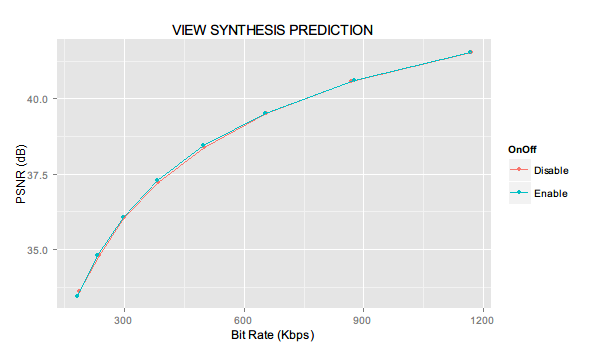 VIEW SYNTHESIS PREDICTION
40.0
37.5
35.0
PSNR (dB)
300
600
900
1200
Bit Rate (Kbps)
OnOff
Disable
Enable